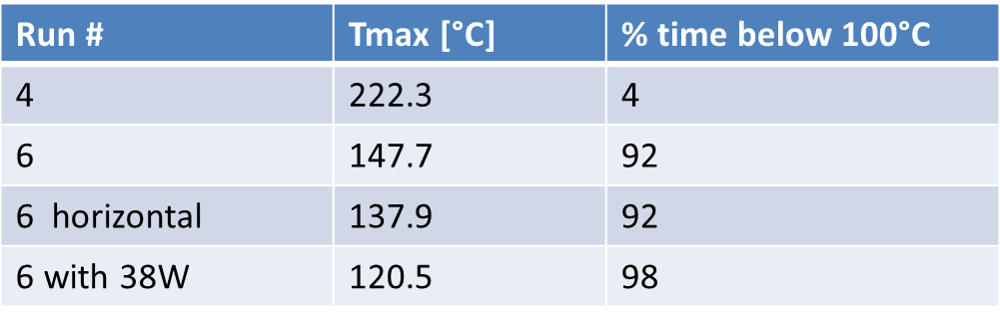 Run # Tmax [°C] % time below 100°C
4 222.3 4
6 147.7 92
6 horizontal 137.9 92
6 with 38W 120.5 98